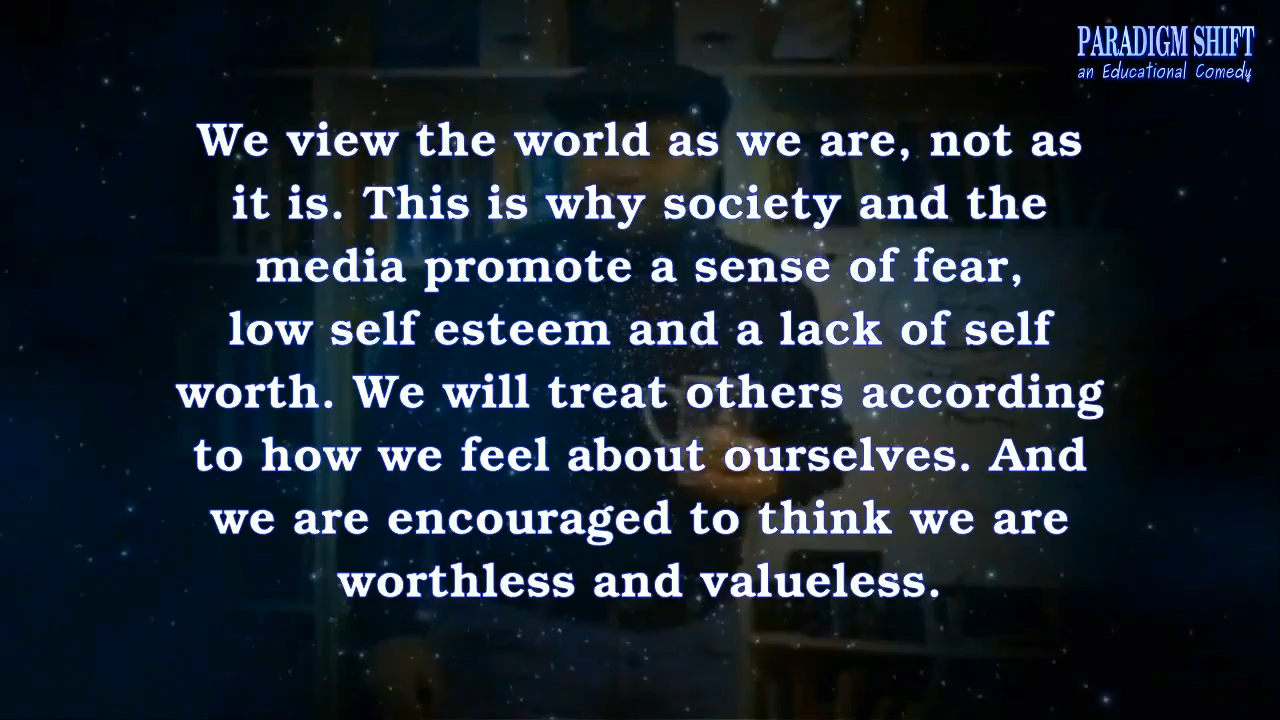 PARADIGM SHIFT
an Educational Comedy
We view the world as we are, not as
it is. This is why society and the
media promote a sense of fear,
low self esteem and a lack of self
worth. We will treat others according
to how we feel about ourselves. And
we are encouraged to think we are
worthless and valueless.